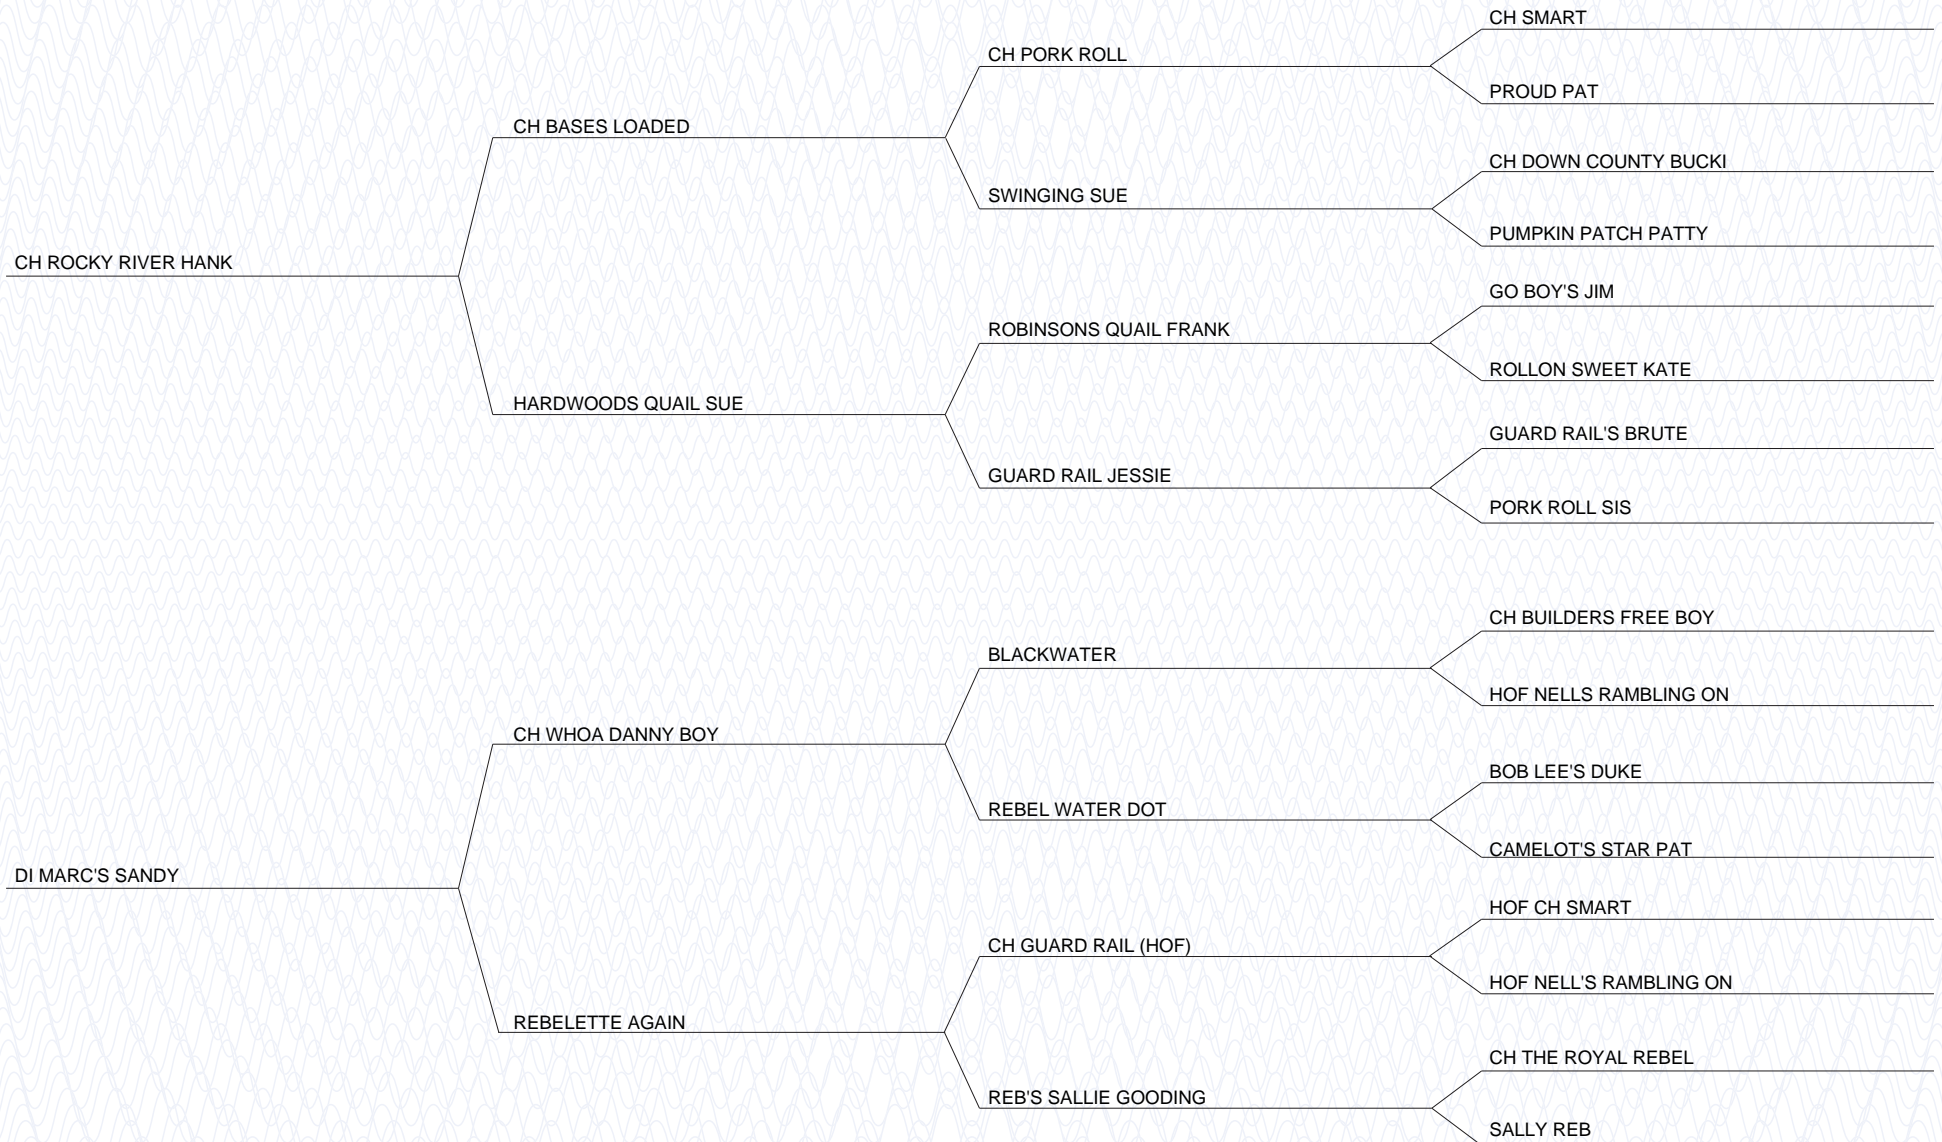 CH SMART
CH PORK ROLL
PROUD PAT
CH BASES LOADED
CH DOWN COUNTY BUCKI
SWINGING SUE
PUMPKIN PATCH PATTY
CH ROCKY RIVER HANK
GO BOY'S JIM
ROBINSONS QUAIL FRANK
ROLLON SWEET KATE
HARDWOODS QUAIL SUE
GUARD RAIL'S BRUTE
GUARD RAIL JESSIE
PORK ROLL SIS
CH BUILDERS FREE BOY
BLACKWATER
HOF NELLS RAMBLING ON
CH WHOA DANNY BOY
BOB LEE'S DUKE
REBEL WATER DOT
CAMELOT'S STAR PAT
DI MARC'S SANDY
HOF CH SMART
CH GUARD RAIL (HOF)
HOF NELL'S RAMBLING ON
REBELETTE AGAIN
CH THE ROYAL REBEL
REB'S SALLIE GOODING
SALLY REB